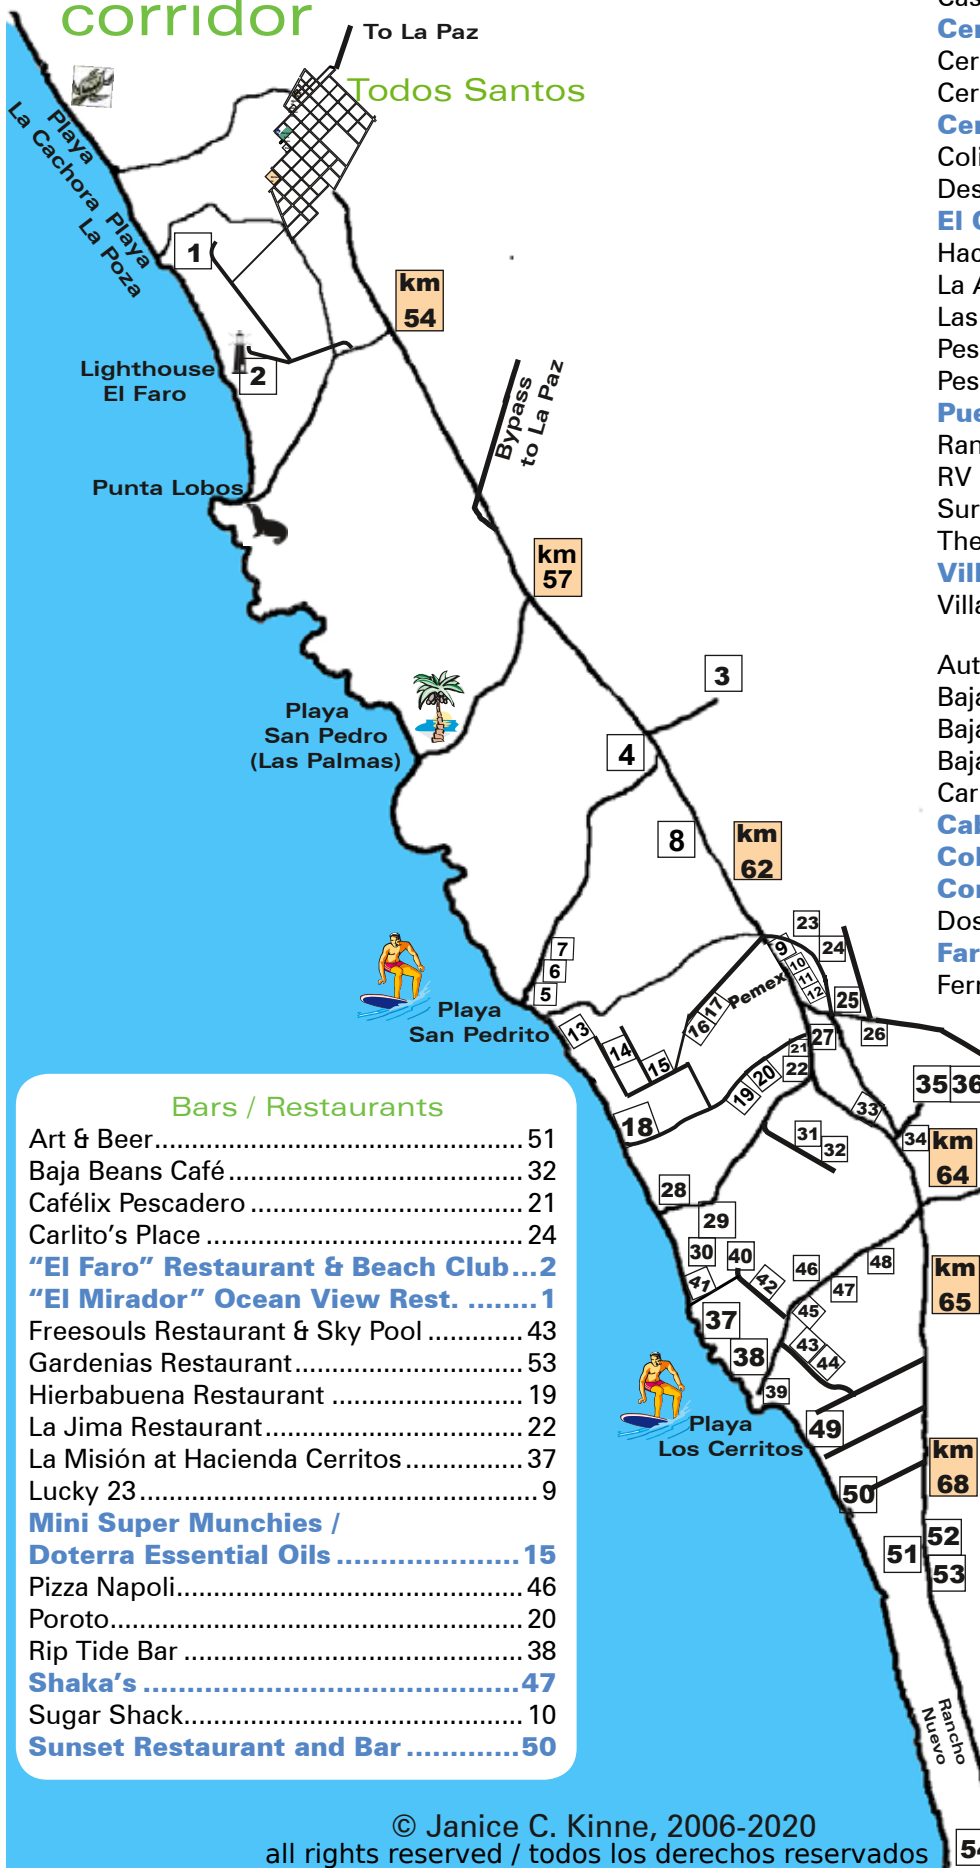 corridor
To La Paz
Todos Santos
Playa
La Cachora
Playa
La Poza
1
km
54
Lighthouse
El Faro
2
Bypass
to La Paz
Punta Lobos
km
57
3
Playa
San Pedro
(Las Palmas)
4
8
km
62
23
24
7
6
5
9
10
11
12
Pemex
25
26
Playa
San Pedrito
13
14
15
16
17
27
21
22
20
19
18
33
35
36
34
km
64
31
32
28
29
30
40
41
42
46
47
48
45
43
44
km
65
37
38
39
Playa
Los Cerritos
49
km
68
50
51
52
53
Rancho
Nuevo
Bars / Restaurants
Art & Beer 51
Baja Beans Café 32
Cafélix Pescadero 21
Carlito's Place 24
“El Faro” Restaurant & Beach Club...2
“El Mirador” Ocean View Rest. 1
Freesouls Restaurant & Sky Pool 43
Gardenias Restaurant 53
Hierbabuena Restaurant 19
La Jima Restaurant 22
La Misión at Hacienda Cerritos 37
Lucky 23 9
Mini Super Munchies /
Doterra Essential Oils 15
Pizza Napoli 46
Poroto 20
Rip Tide Bar 38
Shaka's 47
Sugar Shack 10
Sunset Restaurant and Bar 50
© Janice C. Kinne, 2006-2020
all rights reserved / todos los derechos reservados
El
La
Las
RV
The